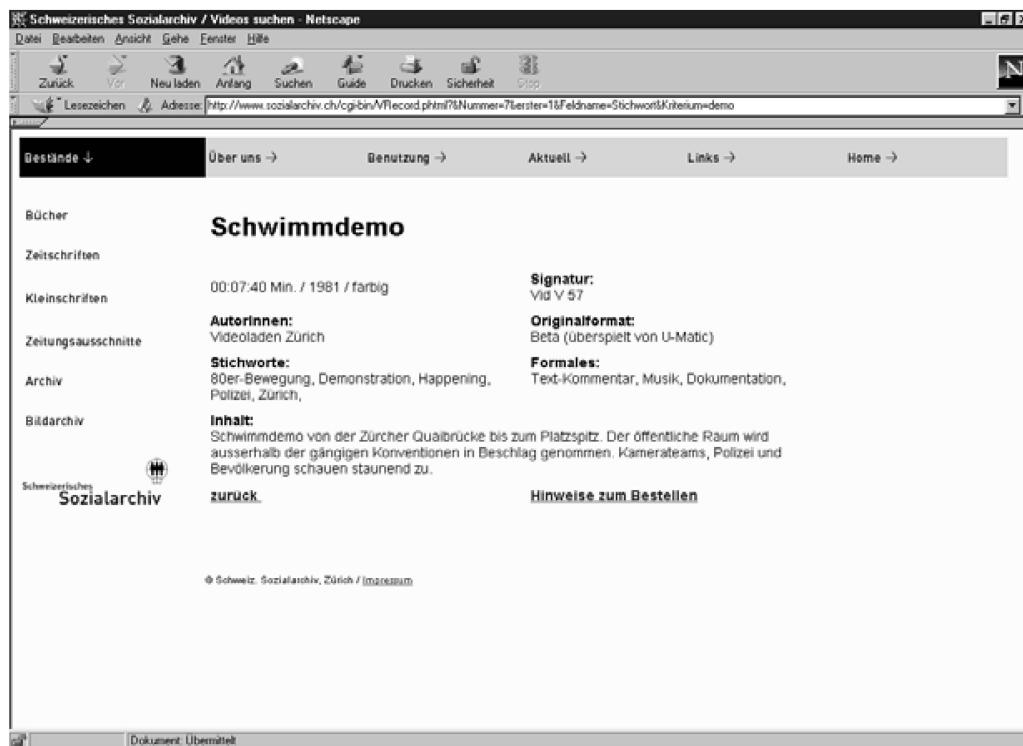 Schweizerisches Sozialarchiv / Videos suchen - Netscape
Datei Bearbeiten Ansicht Gehe Fenster Hilfe
Zurück Vor Neu laden Anfang Suchen Guide Drucken Sicherheit Stop
Lesezeichen Adresse: http://www.sozialarchiv.ch/cgi-bin/VRecord.phtml?&Nummer=7&erster=1&Feldname=Stichwort&Kriterium=demo
Bestände ↓ Über uns → Benutzung → Aktuell → Links → Home →
Bücher
Zeitschriften
Kleinschriften
Zeitungsausschnitte
Archiv
Bildarchiv
Schweizerisches
Sozialarchiv
Schwimmdemo
00:07:40 Min. / 1981 / farbig
Signatur:
Vid V 57
AutorInnen:
Videoladen Zürich
Originalformat:
Beta (überspielt von U-Matic)
Stichworte:
80er-Bewegung, Demonstration, Happening,
Polizei, Zürich,
Formales:
Text-Kommentar, Musik, Dokumentation,
Inhalt:
Schwimmdemo von der Zürcher Quaibrücke bis zum Platzspitz. Der öffentliche Raum wird
ausserhalb der gängigen Konventionen in Beschlag genommen. Kamerateams, Polizei und
Bevölkerung schauen staunend zu.
zurück Hinweise zum Bestellen
© Schweiz. Sozialarchiv, Zürich / Impressum
Dokument: Übermittelt